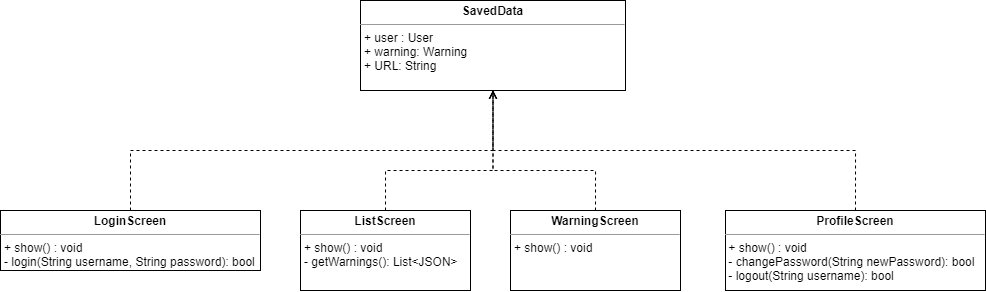 SavedData
+ user : User
+ warning: Warning
+ URL: String
LoginScreen
+ show() : void
- login(String username, String password): bool
ListScreen
+ show() : void
- getWarnings(): List<JSON>
WarningScreen
+ show() : void
ProfileScreen
+ show() : void
- changePassword(String newPassword): bool
- logout(String username): bool